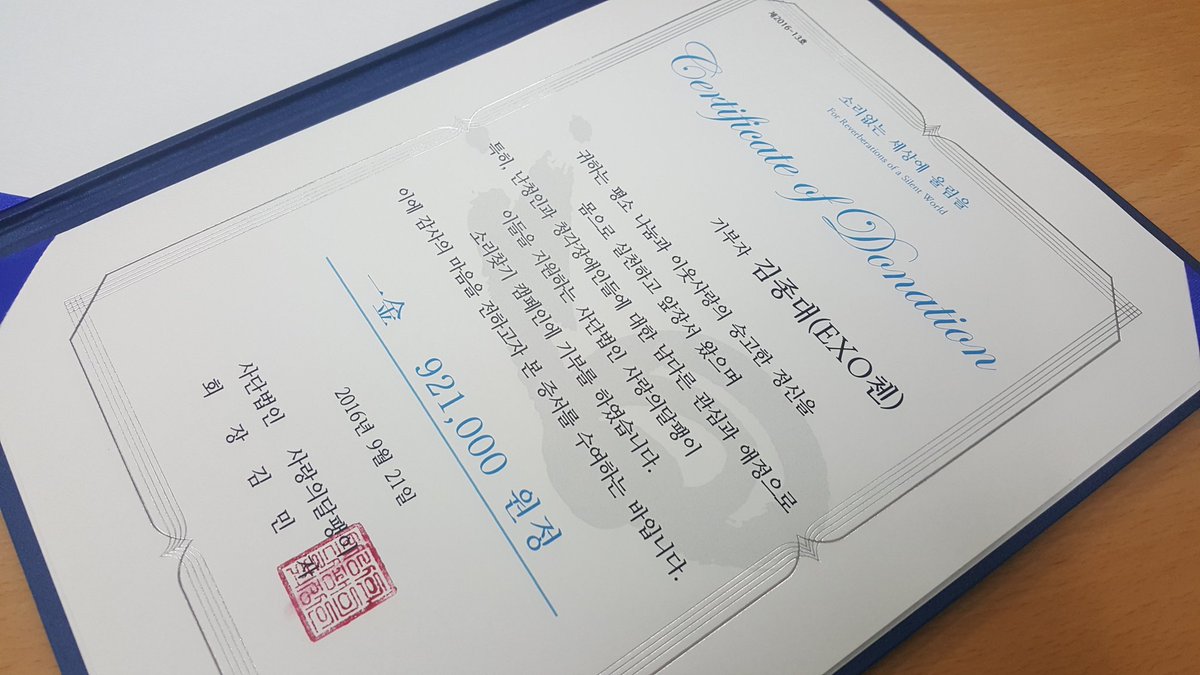 제2016-13호
소리없는 세상에 울림을
For Reverberations of a Silent World
Certificate of Donation
기부자 김종대(EXO첸)
귀하는 평소 나눔과 이웃사랑의 숭고한 정신을
몸으로 실천하고 앞장서 왔으며
특히, 난청인과 청각장애인들에 대한 남다른 관심과 애정으로
이들을 지원하는 사단법인 사랑의달팽이
소리찾기 캠페인에 기부를 하였습니다.
이에 감사의 마음을 전하고자 본 증서를 수여하는 바입니다.
一金 921,000 원정
2016년 9월 21일
사단법인 사랑의달팽이
회 장 김 민 자